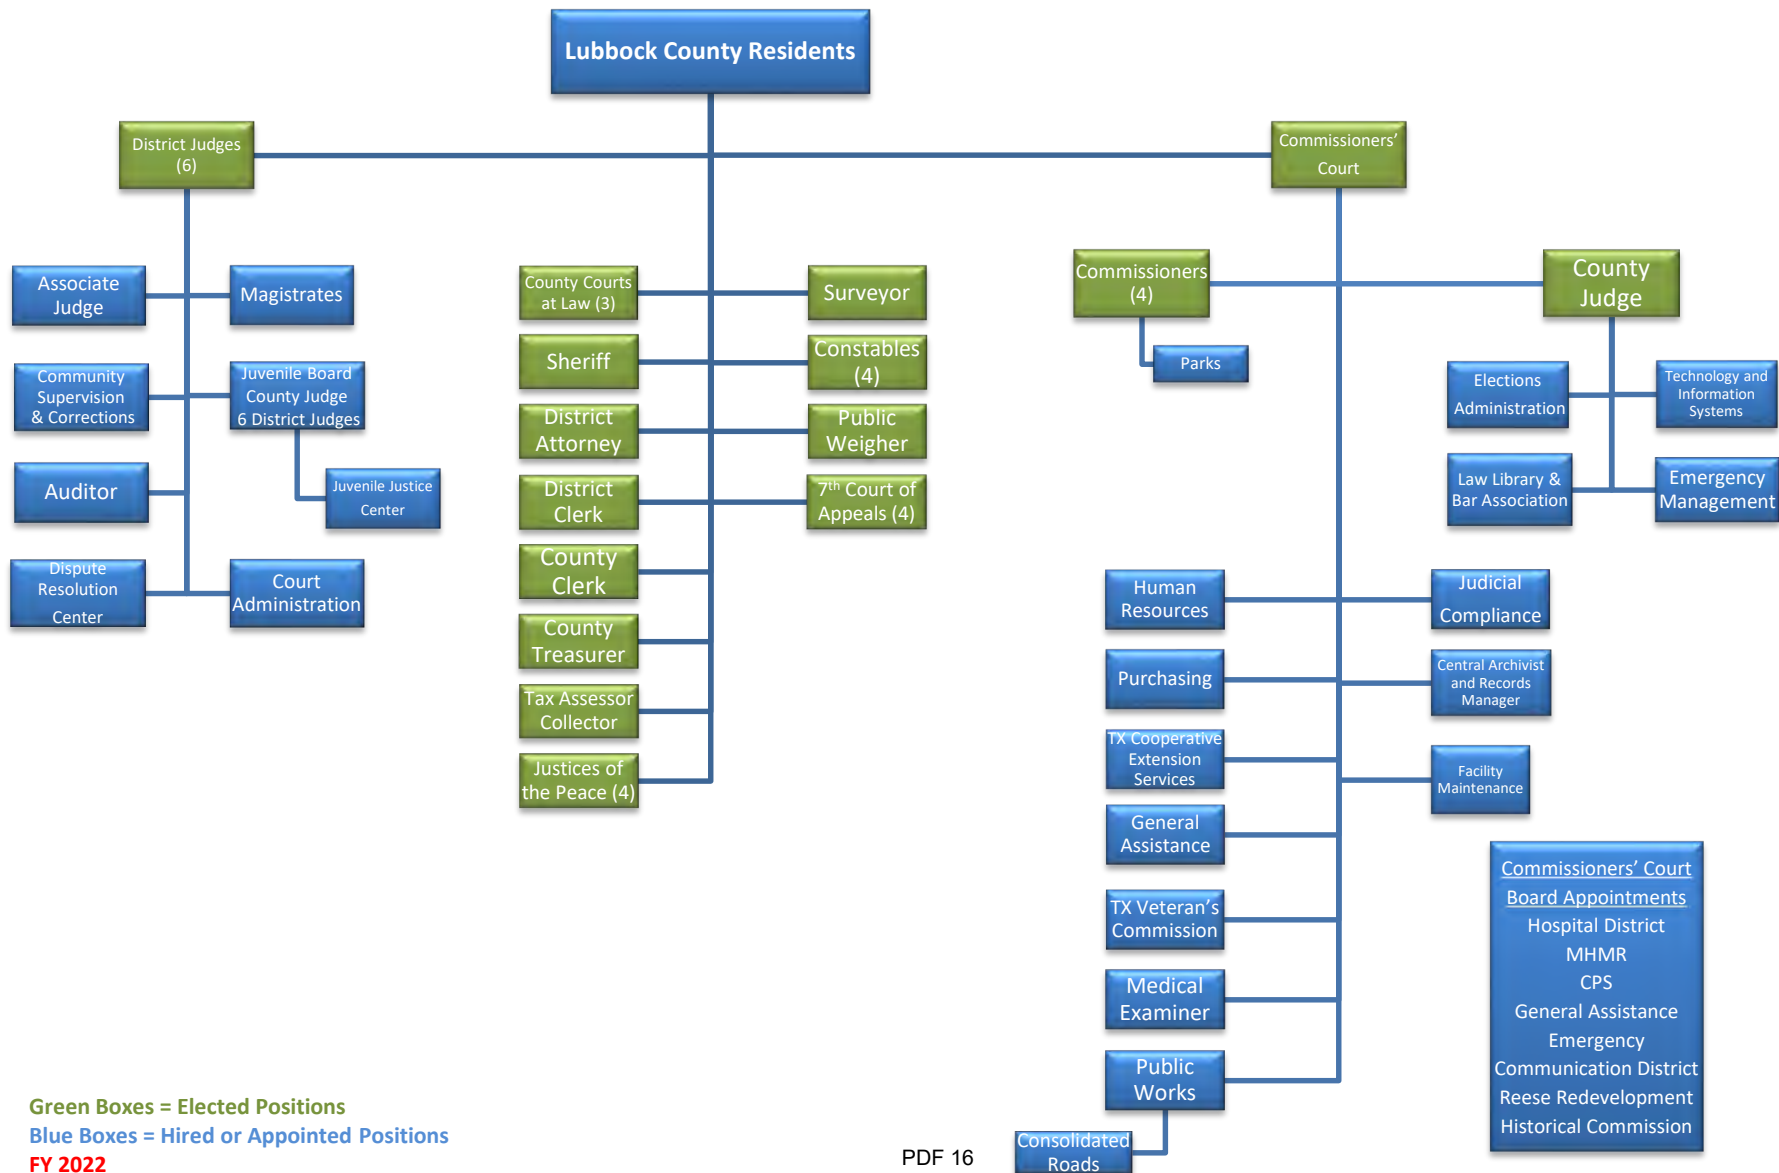 Lubbock County Residents
District Judges
(6)
Commissioners'
Court
Associate
Judge
Magistrates
Community
Supervision
& Corrections
Juvenile Board
County Judge
6 District Judges
Auditor
Juvenile Justice
Center
Dispute
Resolution
Center
Court
Administration
County Courts
at Law (3)
Surveyor
Sheriff
Constables
(4)
District
Attorney
Public
Weigher
District
Clerk
7th Court of
Appeals (4)
County
Clerk
County
Treasurer
Tax Assessor
Collector
Justices of
the Peace (4)
Commissioners
(4)
Parks
County
Judge
Elections
Administration
Technology and
Information
Systems
Law Library &
Bar Association
Emergency
Management
Human
Resources
Judicial
Compliance
Purchasing
Central Archivist
and Records
Manager
TX Cooperative
Extension
Services
Facility
Maintenance
General
Assistance
TX Veteran's
Commission
Medical
Examiner
Public
Works
Consolidated
Roads
Commissioners' Court
Board Appointments
Hospital District
MHMR
CPS
General Assistance
Emergency
Communication District
Reese Redevelopment
Historical Commission
Green Boxes = Elected Positions
Blue Boxes = Hired or Appointed Positions
FY 2022
PDF 16